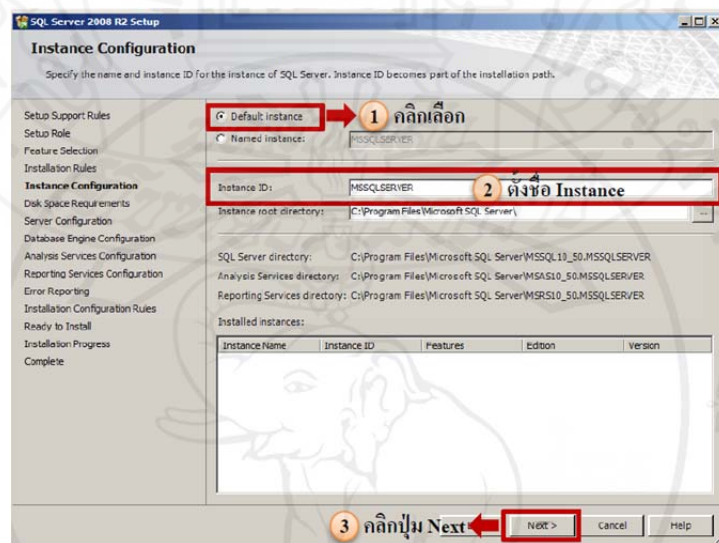 SQL Server 2008 R2 Setup
Instance Configuration
Specify the name and instance ID for the instance of SQL Server. Instance ID becomes part of the installation path.
Setup Support Rules
Setup Role
Feature Selection
Installation Rules
Instance Configuration
Disk Space Requirements
Server Configuration
Database Engine Configuration
Analysis Services Configuration
Reporting Services Configuration
Error Reporting
Installation Configuration Rules
Ready to Install
Installation Progress
Complete
Default instance
1 คลิกเลือก
Named instance: MSSQLSERVER
Instance ID: MSSQLSERVER
2 ตั้งชื่อ Instance
Instance root directory: C:\Program Files\Microsoft SQL Server\ ...
SQL Server directory: C:\Program Files\Microsoft SQL Server\MSSQL10_50.MSSQLSERVER
Analysis Services directory: C:\Program Files\Microsoft SQL Server\MSAS10_50.MSSQLSERVER
Reporting Services directory: C:\Program Files\Microsoft SQL Server\MSRS10_50.MSSQLSERVER
Installed instances:
Instance Name Instance ID Features Edition Version
3 คลิกปุ่ม Next
Next > Cancel Help